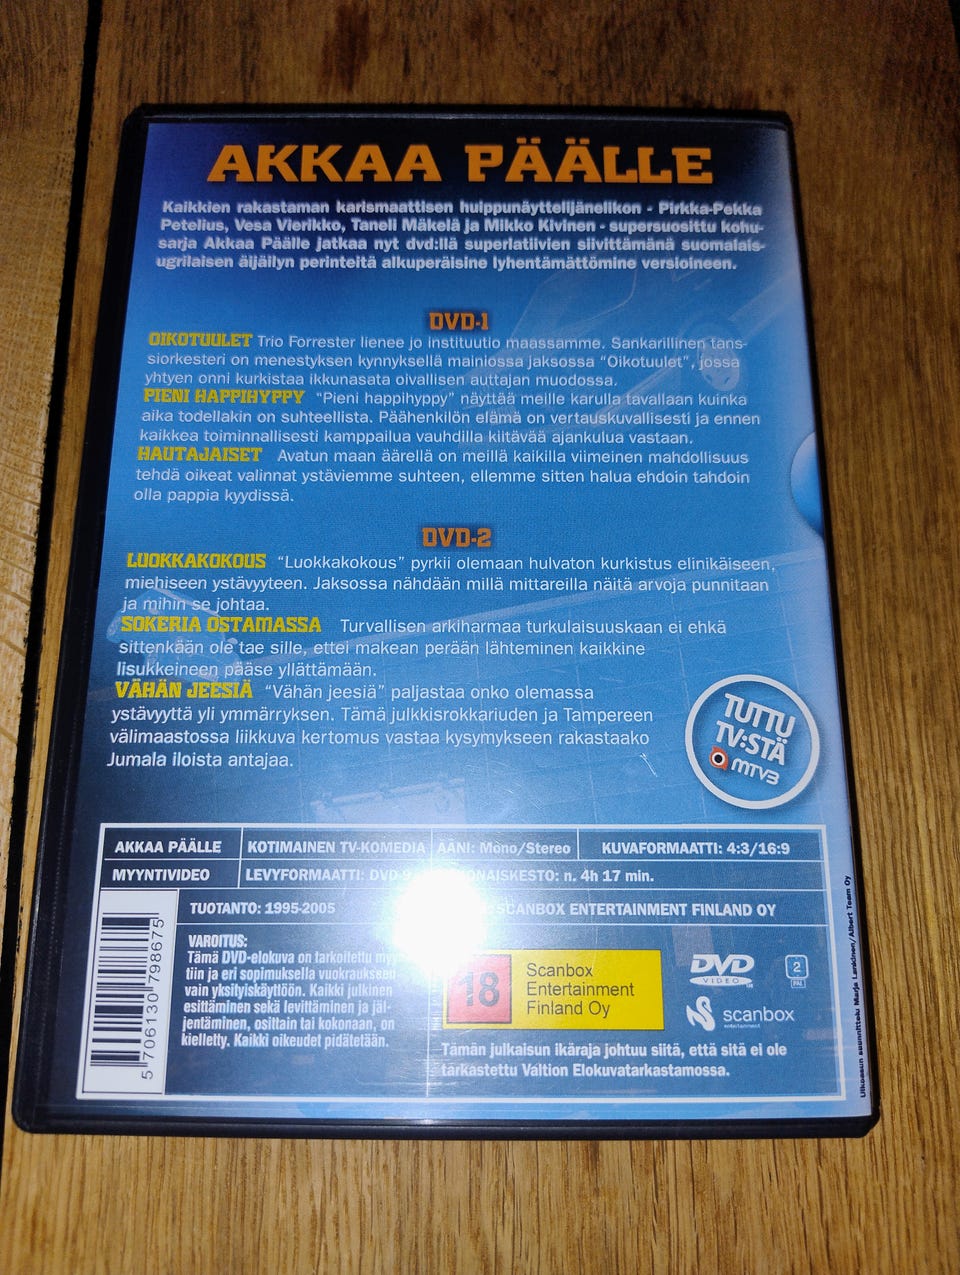 AKKAA PÄÄLLE
Kaikkien rakastaman karismaattisen huippunäyttelijänelikon - Pirkka-Pekka
Petelius, Vesa Vierikko, Taneli Mäkelä ja Mikko Kivinen - supersuosittu kohu-
sarja Akkaa Päälle jatkaa nyt dvd:llä superlatiivien siivittämänä suomalais-
ugrilaisen äijäilyn perinteitä alkuperäisine lyhentämättömine versioineen.
DVD-1
OIKOTUULET Trio Forrester lienee jo instituutio maassamme. Sankarillinen tans-
siorkesteri on menestyksen kynnyksellä mainiossa jaksossa "Oikotuulet", jossa
yhtyen onni kurkistaa ikkunasata oivallisen auttajan muodossa.
PIENI HAPPIHYPPY "Pieni happihyppy" näyttää meille karulla tavallaan kuinka
aika todellakin on suhteellista. Päähenkilön elämä on vertauskuvallisesti ja ennen
kaikkea toiminnallisesti kamppailua vauhdilla kiitävää ajankulua vastaan.
HAUTAJAISET Avatun maan äärellä on meillä kaikilla viimeinen mahdollisuus
tehdä oikeat valinnat ystäviemme suhteen, ellemme sitten halua ehdoin tahdoin
olla pappia kyydissä.
DVD-2
LUOKKAKOKOUS "Luokkakokous" pyrkii olemaan hulvaton kurkistus elinikäiseen,
miehiseen ystävyyteen. Jaksossa nähdään millä mittareilla näitä arvoja punnitaan
ja mihin se johtaa.
SOKERIA OSTAMASSA Turvallisen arkiharmaa turkulaisuuskaan ei ehkä
sittenkään ole tae sille, ettei makean perään lähteminen kaikkine
lisukkeineen pääse yllättämään.
VÄHÄN JEESIÄ "Vähän jeesiä" paljastaa onko olemassa
ystävyyttä yli ymmärryksen. Tämä julkkisrokkariuden ja Tampereen
välimaastossa liikkuva kertomus vastaa kysymykseen rakastaako
Jumala iloista antajaa.
TUTTU
TV:STÄ
MTV3
AKKAA PÄÄLLE KOTIMAINEN TV-KOMEDIA ÄÄNI: Mono/Stereo KUVAFORMAATTI: 4:3/16:9
MYYNTIVIDEO LEVYFORMAATTI: DVD-9 n. 4h 17 min.
TUOTANTO: 1995-2005 SCANBOX ENTERTAINMENT FINLAND OY
VAROITUS:
Tämä DVD-elokuva on tarkoitettu
tiin ja eri sopimuksella vuokraukseen
vain yksityiskäyttöön. Kaikki julkinen
esittäminen sekä levittäminen ja jäl-
jentäminen, osittain tai kokonaan, on
kielletty. Kaikki oikeudet pidätetään.
5 706130 798675
18
Scanbox
Entertainment
Finland Oy
DVD
VIDEO
2
PAL
scanbox
entertainment
Tämän julkaisun ikäraja johtuu siitä, että sitä ei ole
tarkastettu Valtion Elokuvatarkastamossa.
Ulkoasun suunnittelu Marja Lankinen/Albert Team Oy